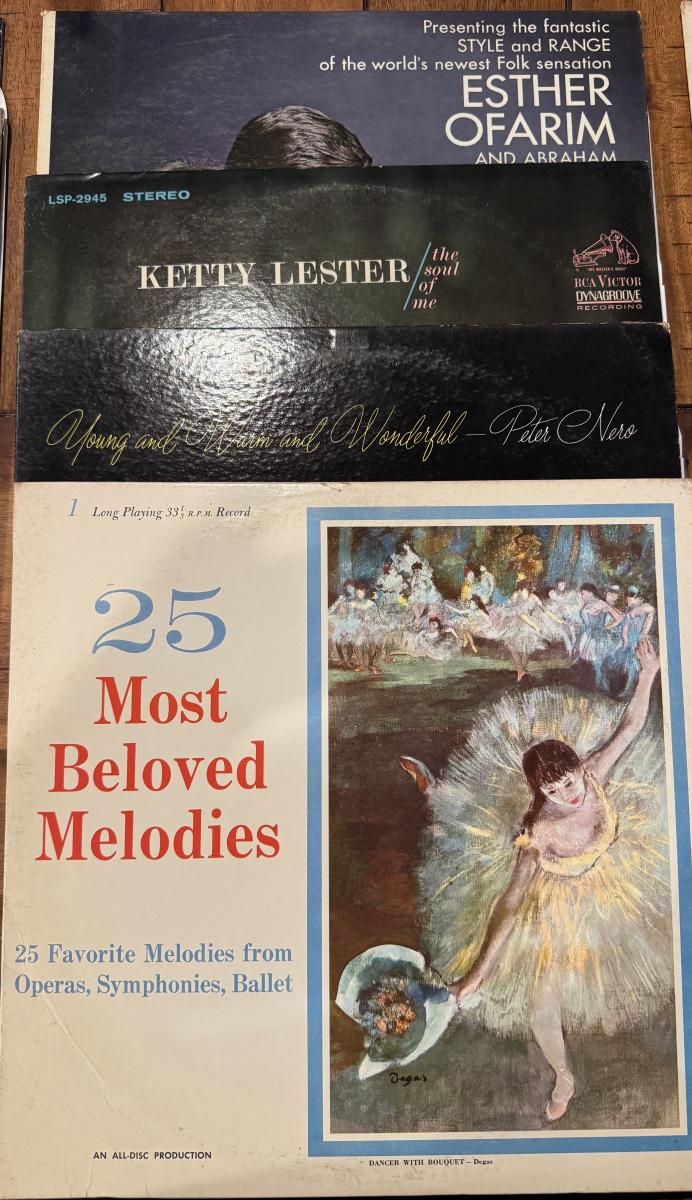 Presenting the fantastic
STYLE and RANGE
of the world's newest Folk sensation
ESTHER
OFARIM
AND ABRAHAM
LSP-2945 STEREO
KETTY LESTER / the
soul
of
me
"HIS MASTER'S VOICE"
RCA VICTOR
DYNAGROOVE
RECORDING
Young and Warm and Wonderful — Peter Nero
1 Long Playing 33⅓ R.P.M. Record
25
Most
Beloved
Melodies
25 Favorite Melodies from
Operas, Symphonies, Ballet
Degas
AN ALL-DISC PRODUCTION
DANCER WITH BOUQUET — Degas